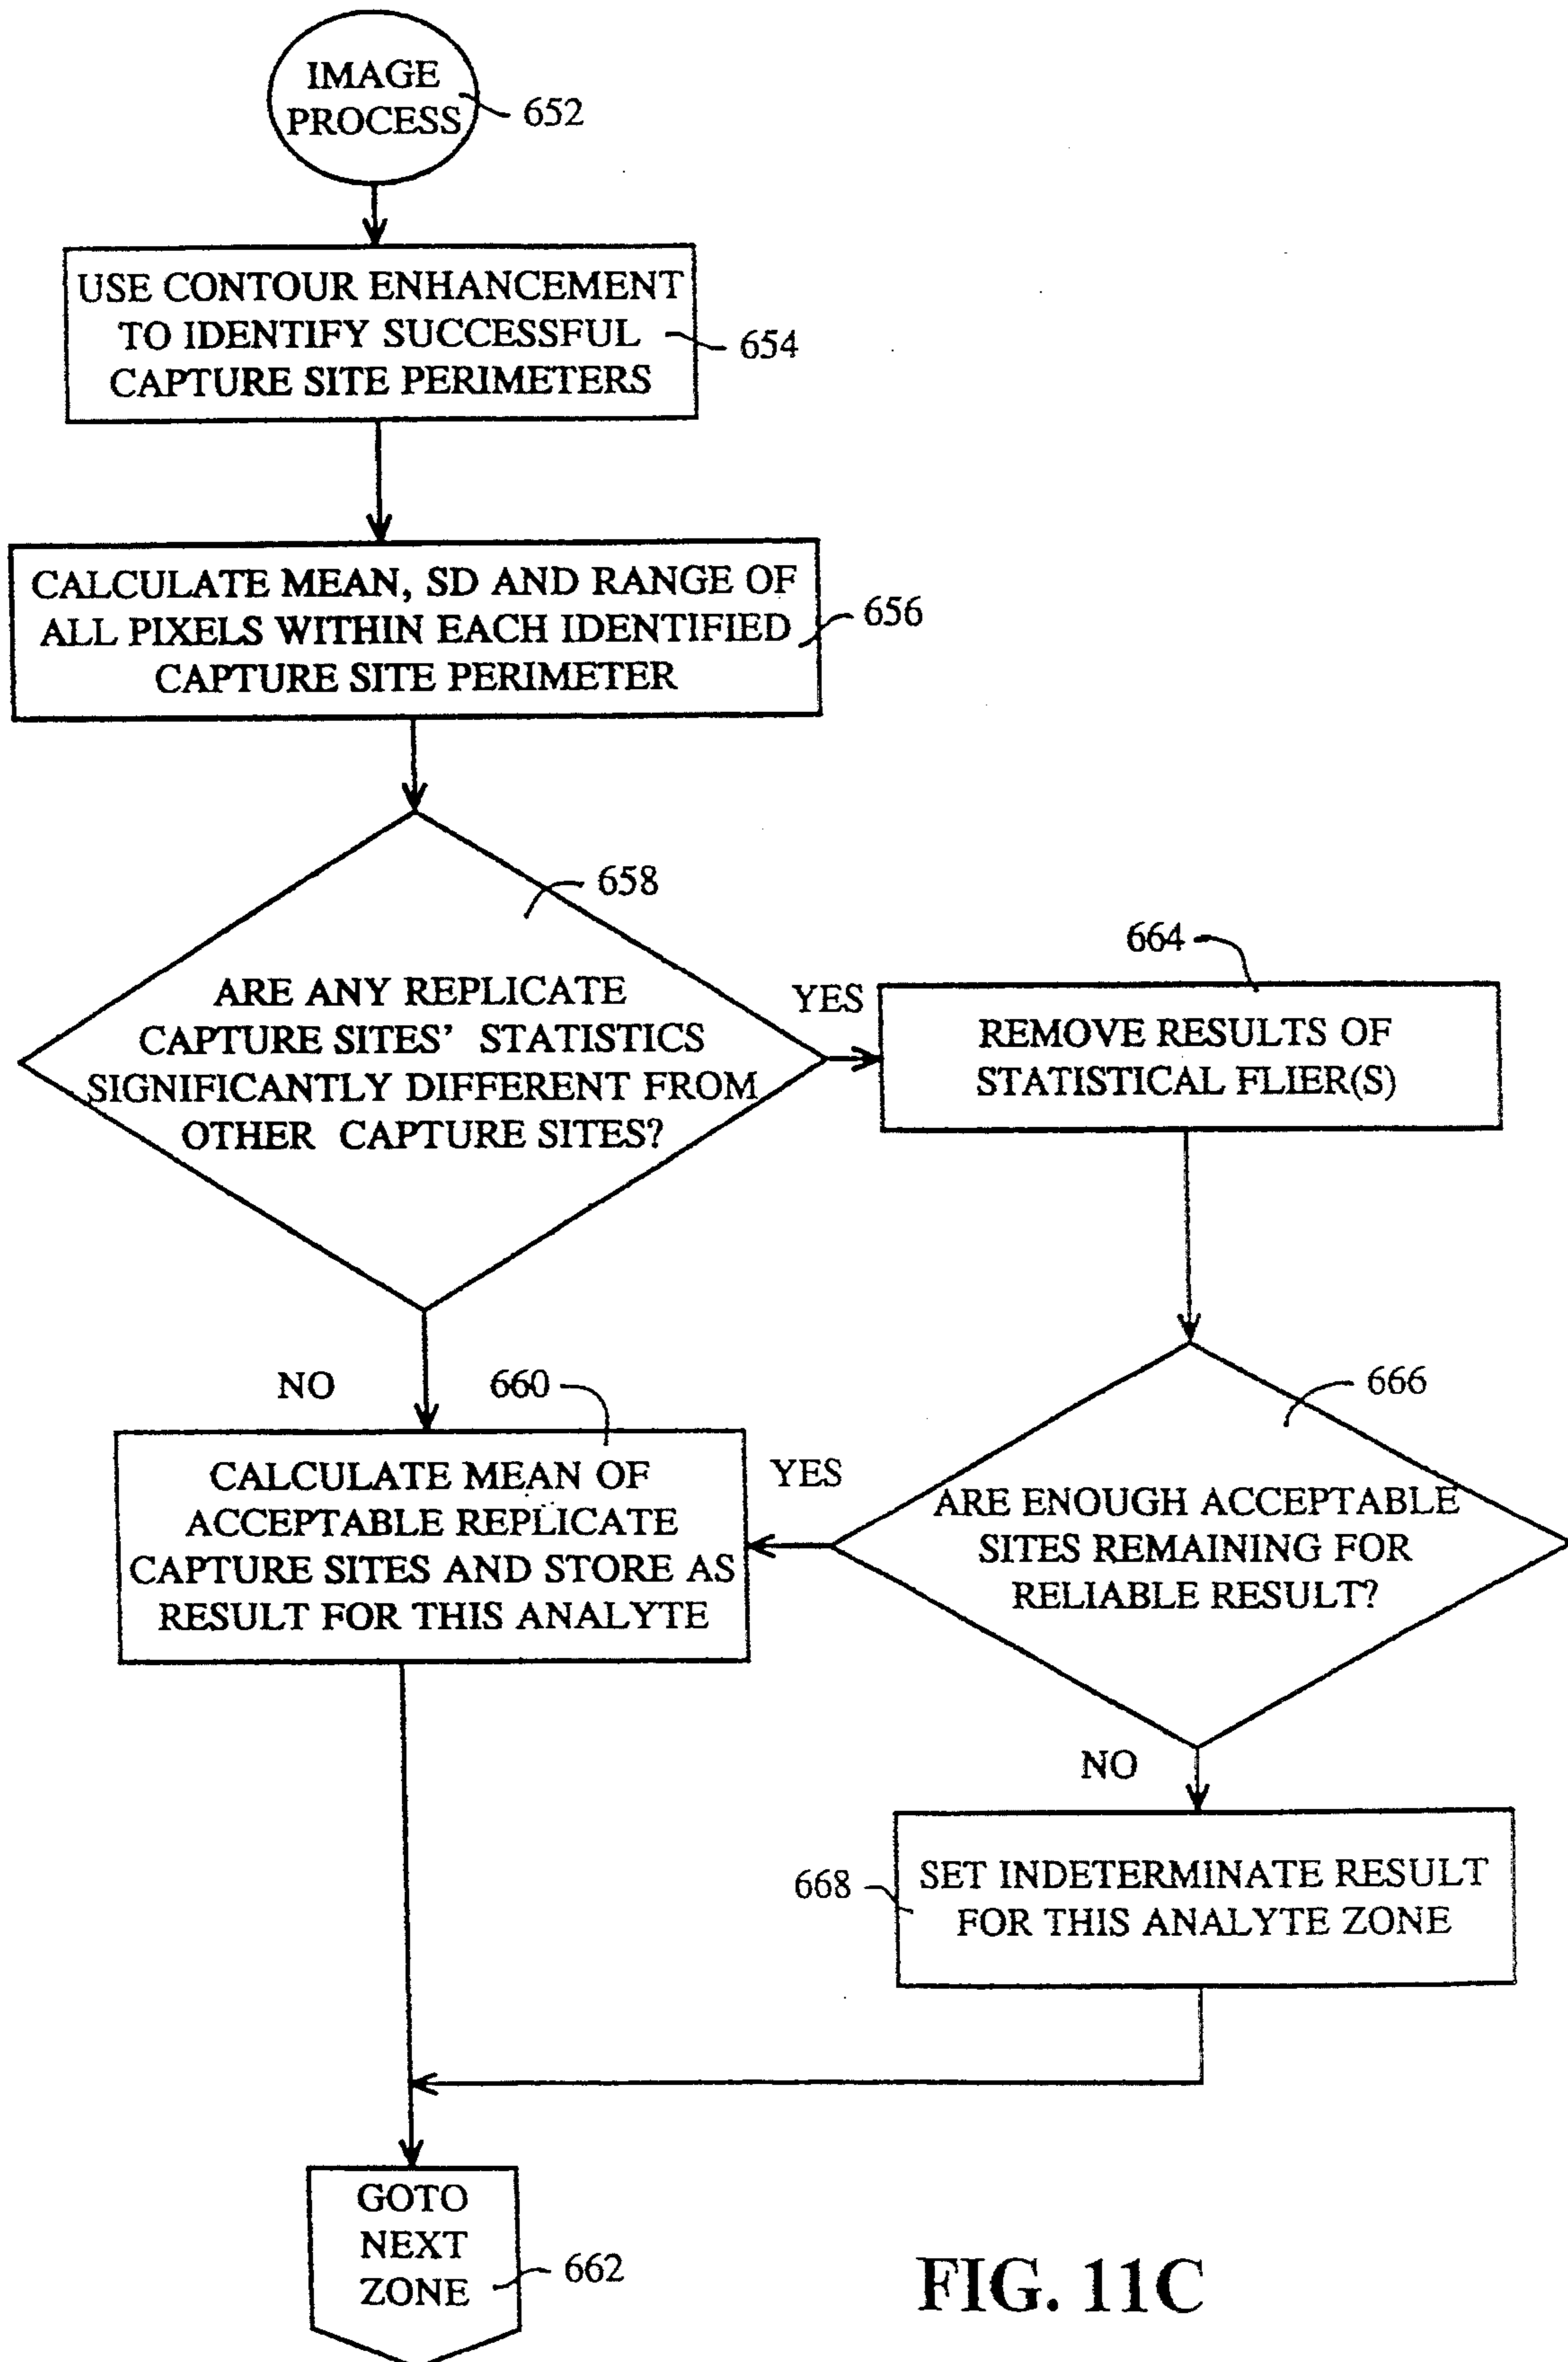 IMAGE
PROCESS
652
USE CONTOUR ENHANCEMENT
TO IDENTIFY SUCCESSFUL
CAPTURE SITE PERIMETERS
654
CALCULATE MEAN, SD AND RANGE OF
ALL PIXELS WITHIN EACH IDENTIFIED
CAPTURE SITE PERIMETER
656
658
ARE ANY REPLICATE
CAPTURE SITES' STATISTICS
SIGNIFICANTLY DIFFERENT FROM
OTHER CAPTURE SITES?
YES
664
REMOVE RESULTS OF
STATISTICAL FLIER(S)
NO
660
CALCULATE MEAN OF
ACCEPTABLE REPLICATE
CAPTURE SITES AND STORE AS
RESULT FOR THIS ANALYTE
YES
666
ARE ENOUGH ACCEPTABLE
SITES REMAINING FOR
RELIABLE RESULT?
NO
668
SET INDETERMINATE RESULT
FOR THIS ANALYTE ZONE
GOTO
NEXT
ZONE
662
FIG. 11C